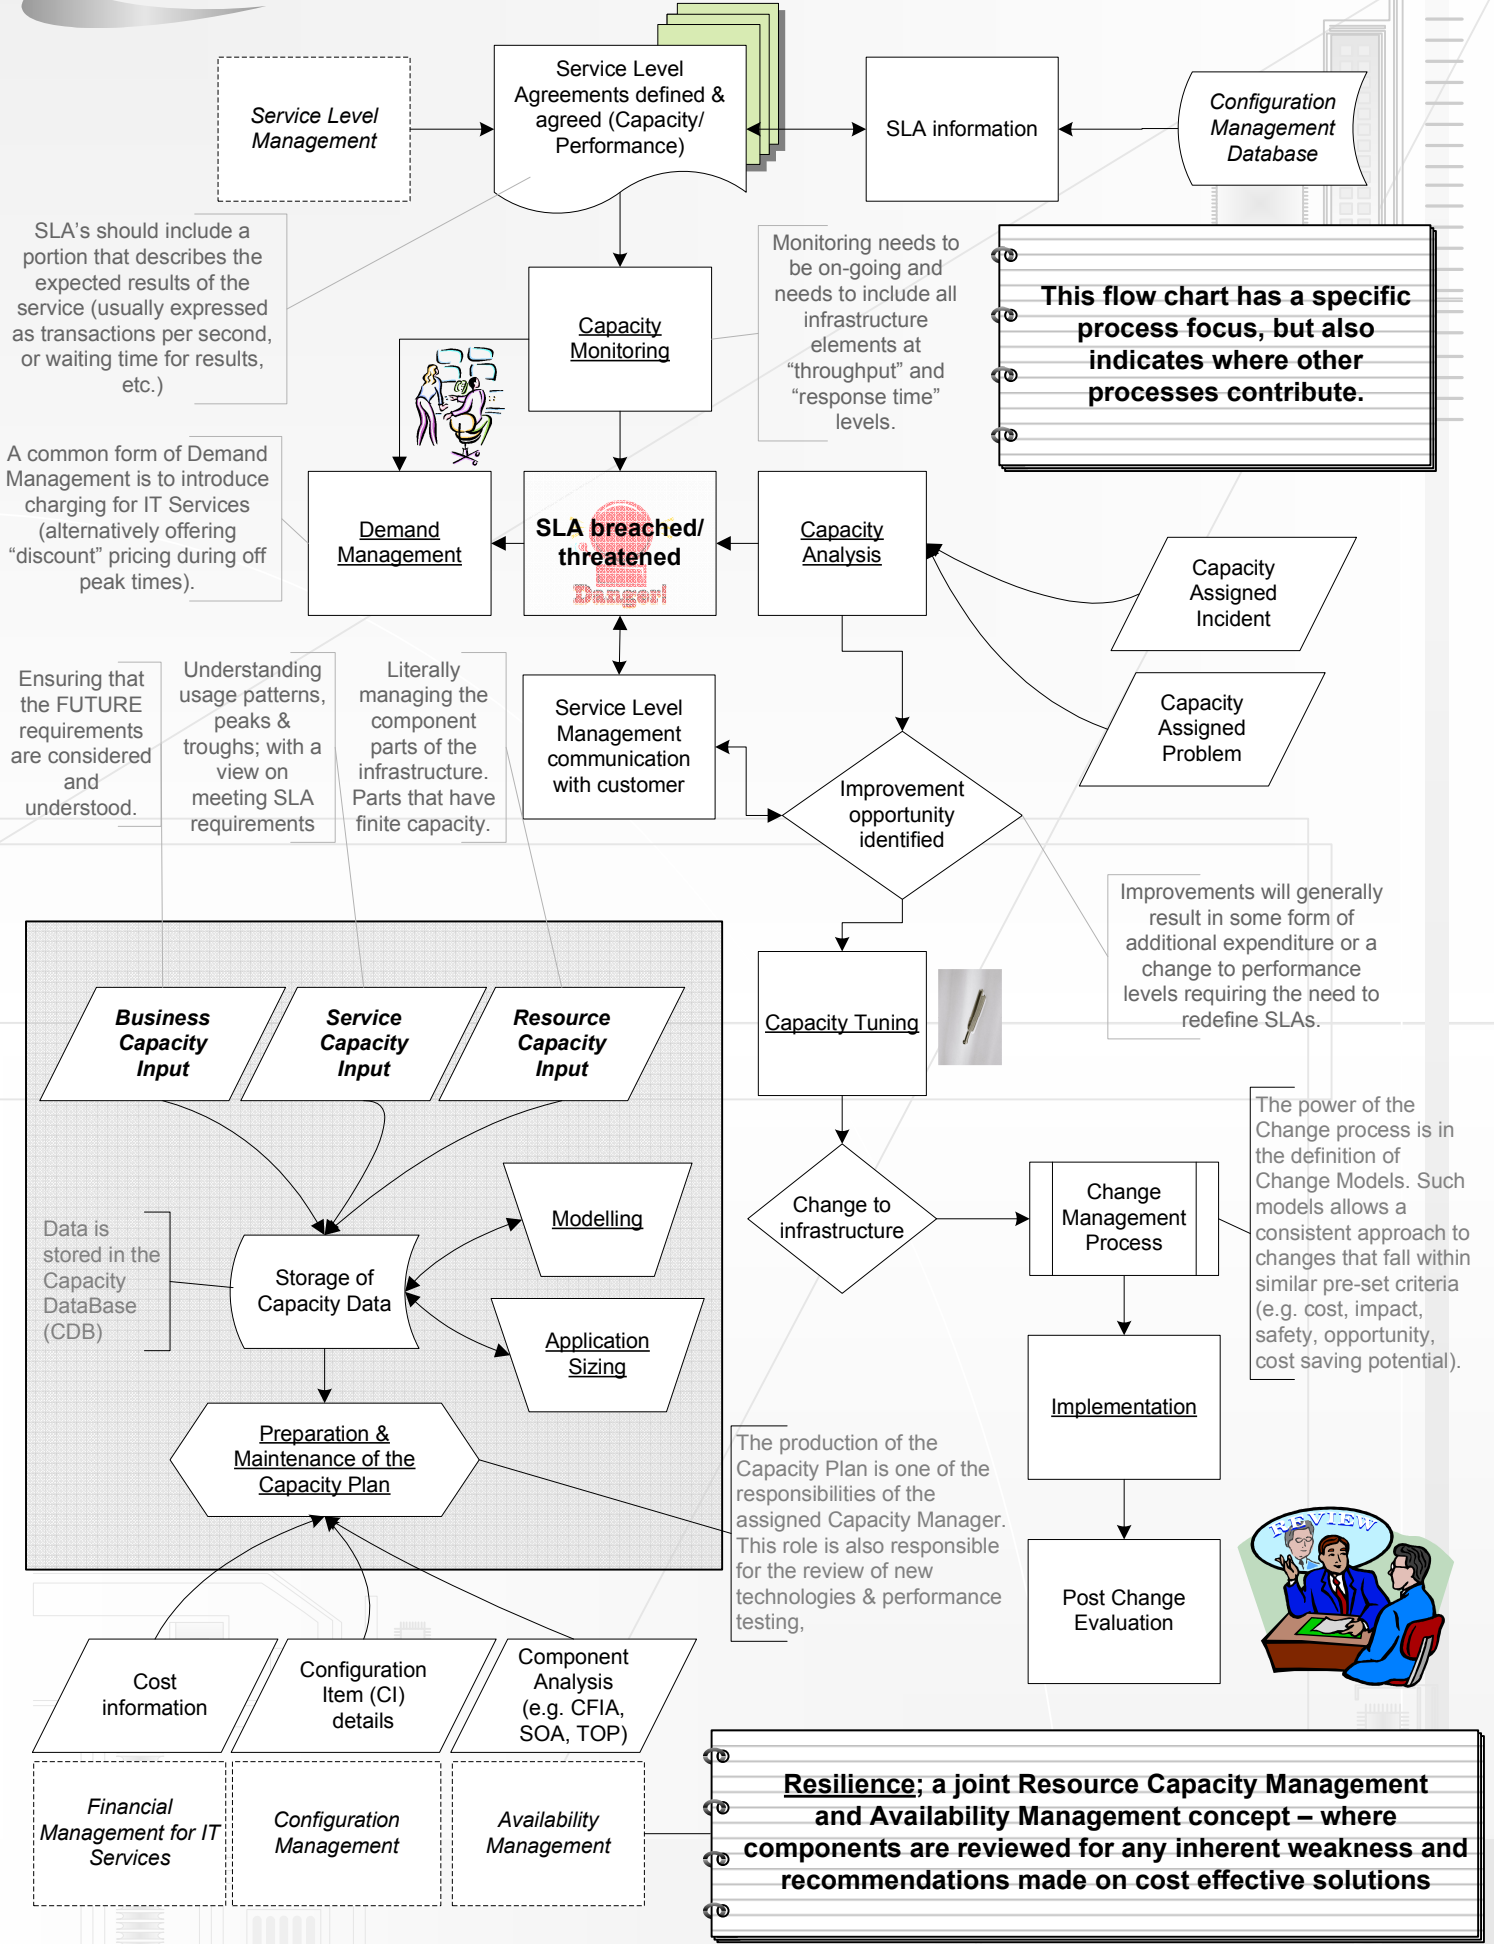 Service Level
Management
Service Level
Agreements defined &
agreed (Capacity/
Performance)
SLA information
Configuration
Management
Database
SLA's should include a
portion that describes the
expected results of the
service (usually expressed
as transactions per second,
or waiting time for results,
etc.)
Capacity
Monitoring
Monitoring needs to
be on-going and
needs to include all
infrastructure
elements at
“throughput” and
“response time”
levels.
This flow chart has a specific
process focus, but also
indicates where other
processes contribute.
A common form of Demand
Management is to introduce
charging for IT Services
(alternatively offering
“discount” pricing during off
peak times).
Demand
Management
SLA breached/
threatened
Danger!
Capacity
Analysis
Capacity
Assigned
Incident
Capacity
Assigned
Problem
Ensuring that
the FUTURE
requirements
are considered
and
understood.
Understanding
usage patterns,
peaks &
troughs; with a
view on
meeting SLA
requirements
Literally
managing the
component
parts of the
infrastructure.
Parts that have
finite capacity.
Service Level
Management
communication
with customer
Improvement
opportunity
identified
Improvements will generally
result in some form of
additional expenditure or a
change to performance
levels requiring the need to
redefine SLAs.
Business
Capacity
Input
Service
Capacity
Input
Resource
Capacity
Input
Capacity Tuning
The power of the
Change process is in
the definition of
Change Models. Such
models allows a
consistent approach to
changes that fall within
similar pre-set criteria
(e.g. cost, impact,
safety, opportunity,
cost saving potential).
Modelling
Change to
infrastructure
Change
Management
Process
Data is
stored in the
Capacity
DataBase
(CDB)
Storage of
Capacity Data
Application
Sizing
Implementation
Preparation &
Maintenance of the
Capacity Plan
The production of the
Capacity Plan is one of the
responsibilities of the
assigned Capacity Manager.
This role is also responsible
for the review of new
technologies & performance
testing,
REVIEW
Post Change
Evaluation
Cost
information
Configuration
Item (CI)
details
Component
Analysis
(e.g. CFIA,
SOA, TOP)
Financial
Management for IT
Services
Configuration
Management
Availability
Management
Resilience; a joint Resource Capacity Management
and Availability Management concept – where
components are reviewed for any inherent weakness and
recommendations made on cost effective solutions